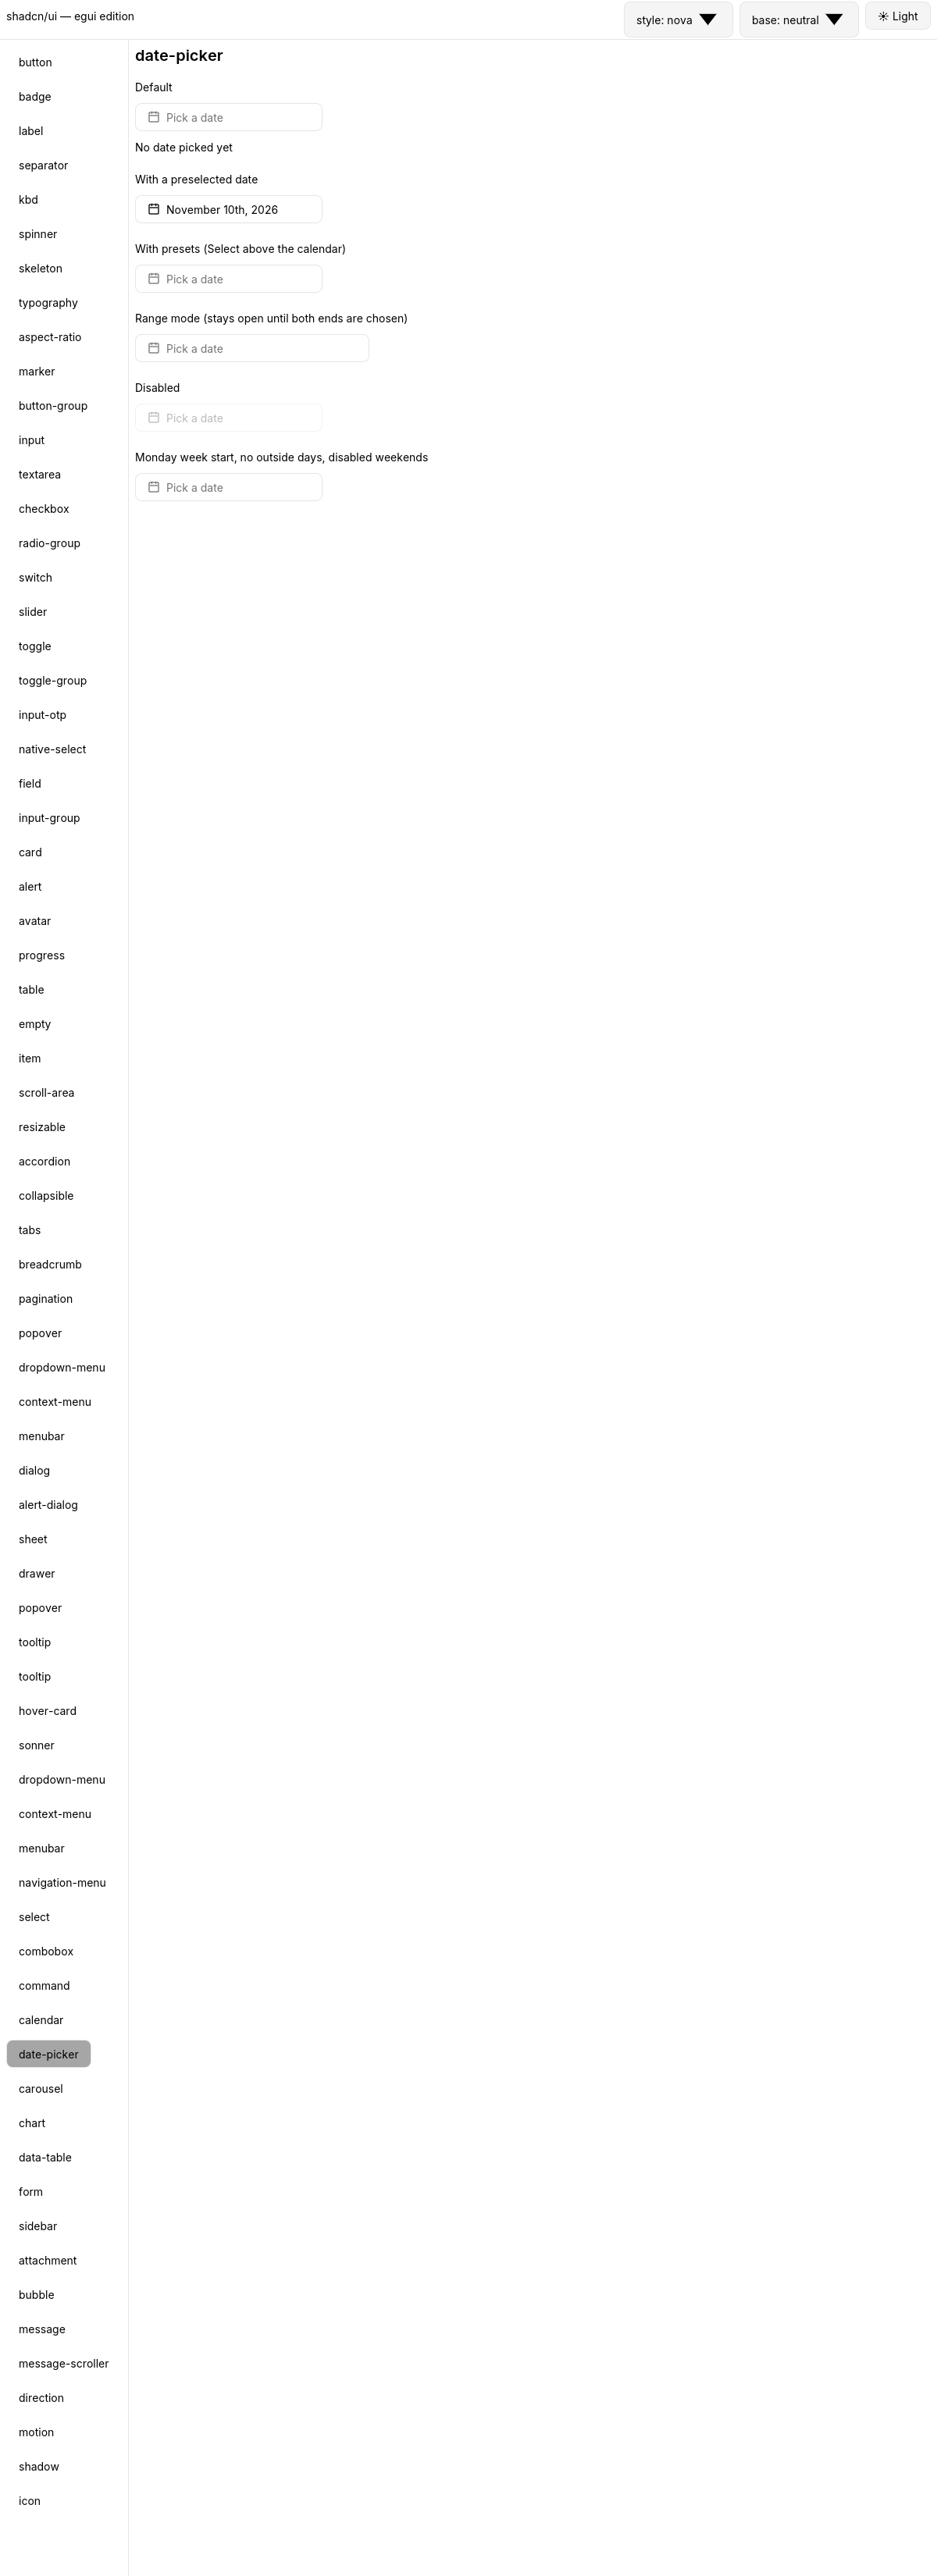 shadcn/ui — egui edition
style: nova
base: neutral
☀ Light
button
badge
label
separator
kbd
spinner
skeleton
typography
aspect-ratio
marker
button-group
input
textarea
checkbox
radio-group
switch
slider
toggle
toggle-group
input-otp
native-select
field
input-group
card
alert
avatar
progress
table
empty
item
scroll-area
resizable
accordion
collapsible
tabs
breadcrumb
pagination
popover
dropdown-menu
context-menu
menubar
dialog
alert-dialog
sheet
drawer
popover
tooltip
tooltip
hover-card
sonner
dropdown-menu
context-menu
menubar
navigation-menu
select
combobox
command
calendar
date-picker
carousel
chart
data-table
form
sidebar
attachment
bubble
message
message-scroller
direction
motion
shadow
icon
date-picker
Default
Pick a date
No date picked yet
With a preselected date
November 10th, 2026
With presets (Select above the calendar)
Pick a date
Range mode (stays open until both ends are chosen)
Pick a date
Disabled
Pick a date
Monday week start, no outside days, disabled weekends
Pick a date